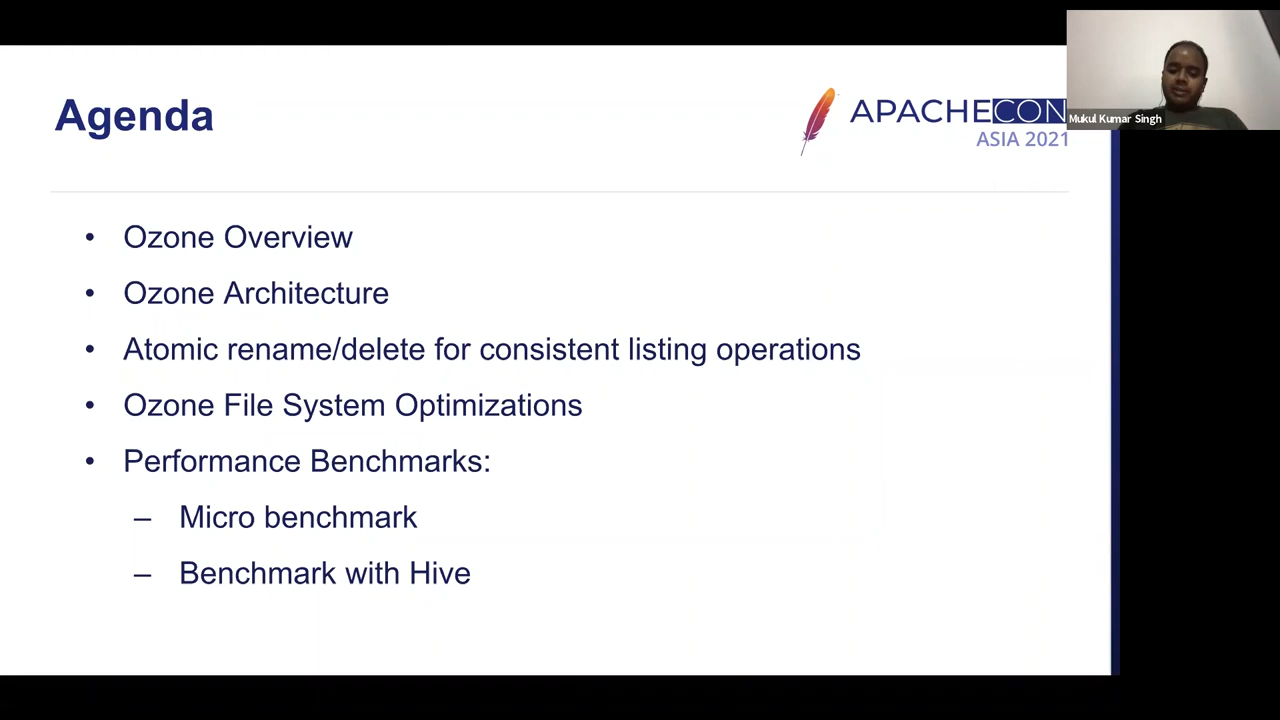 Agenda
APACHECON
ASIA 2021
Mukul Kumar Singh
• Ozone Overview
• Ozone Architecture
• Atomic rename/delete for consistent listing operations
• Ozone File System Optimizations
• Performance Benchmarks:
– Micro benchmark
– Benchmark with Hive